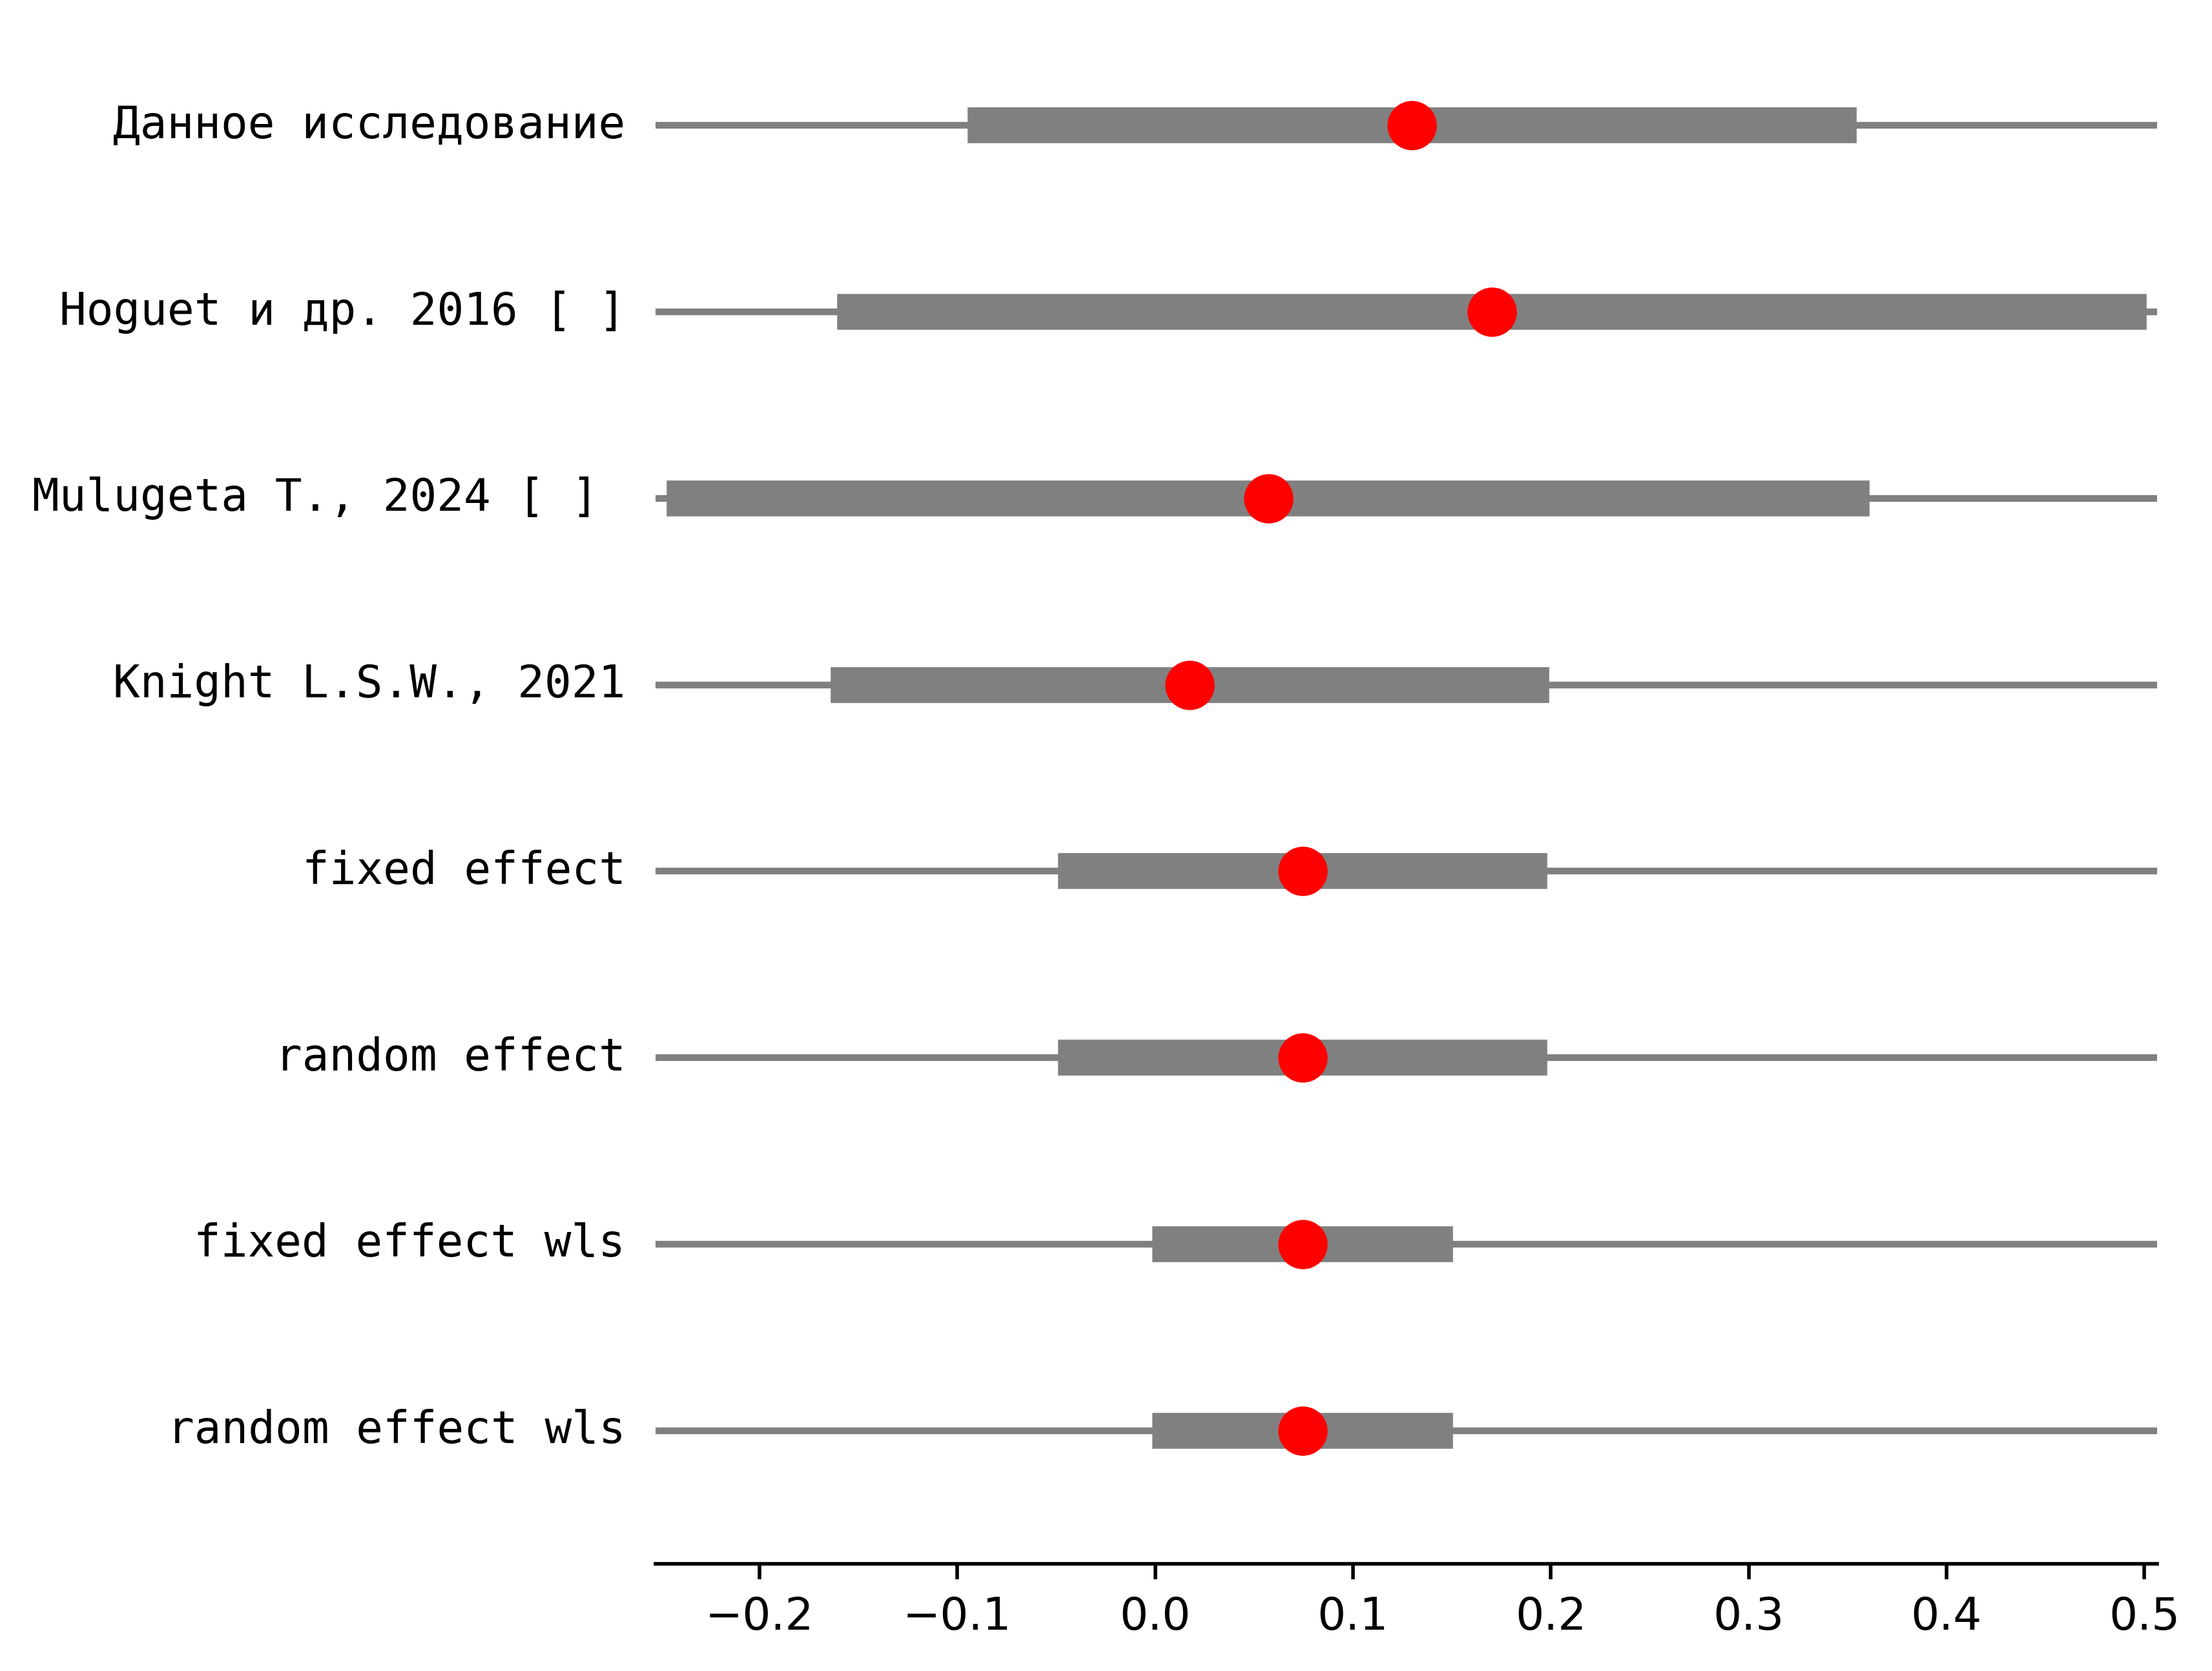 Данное исследование
Hoguet и др. 2016 [ ]
Mulugeta T., 2024 [ ]
Knight L.S.W., 2021
fixed effect
random effect
fixed effect wls
random effect wls
−0.2 −0.1 0.0 0.1 0.2 0.3 0.4 0.5